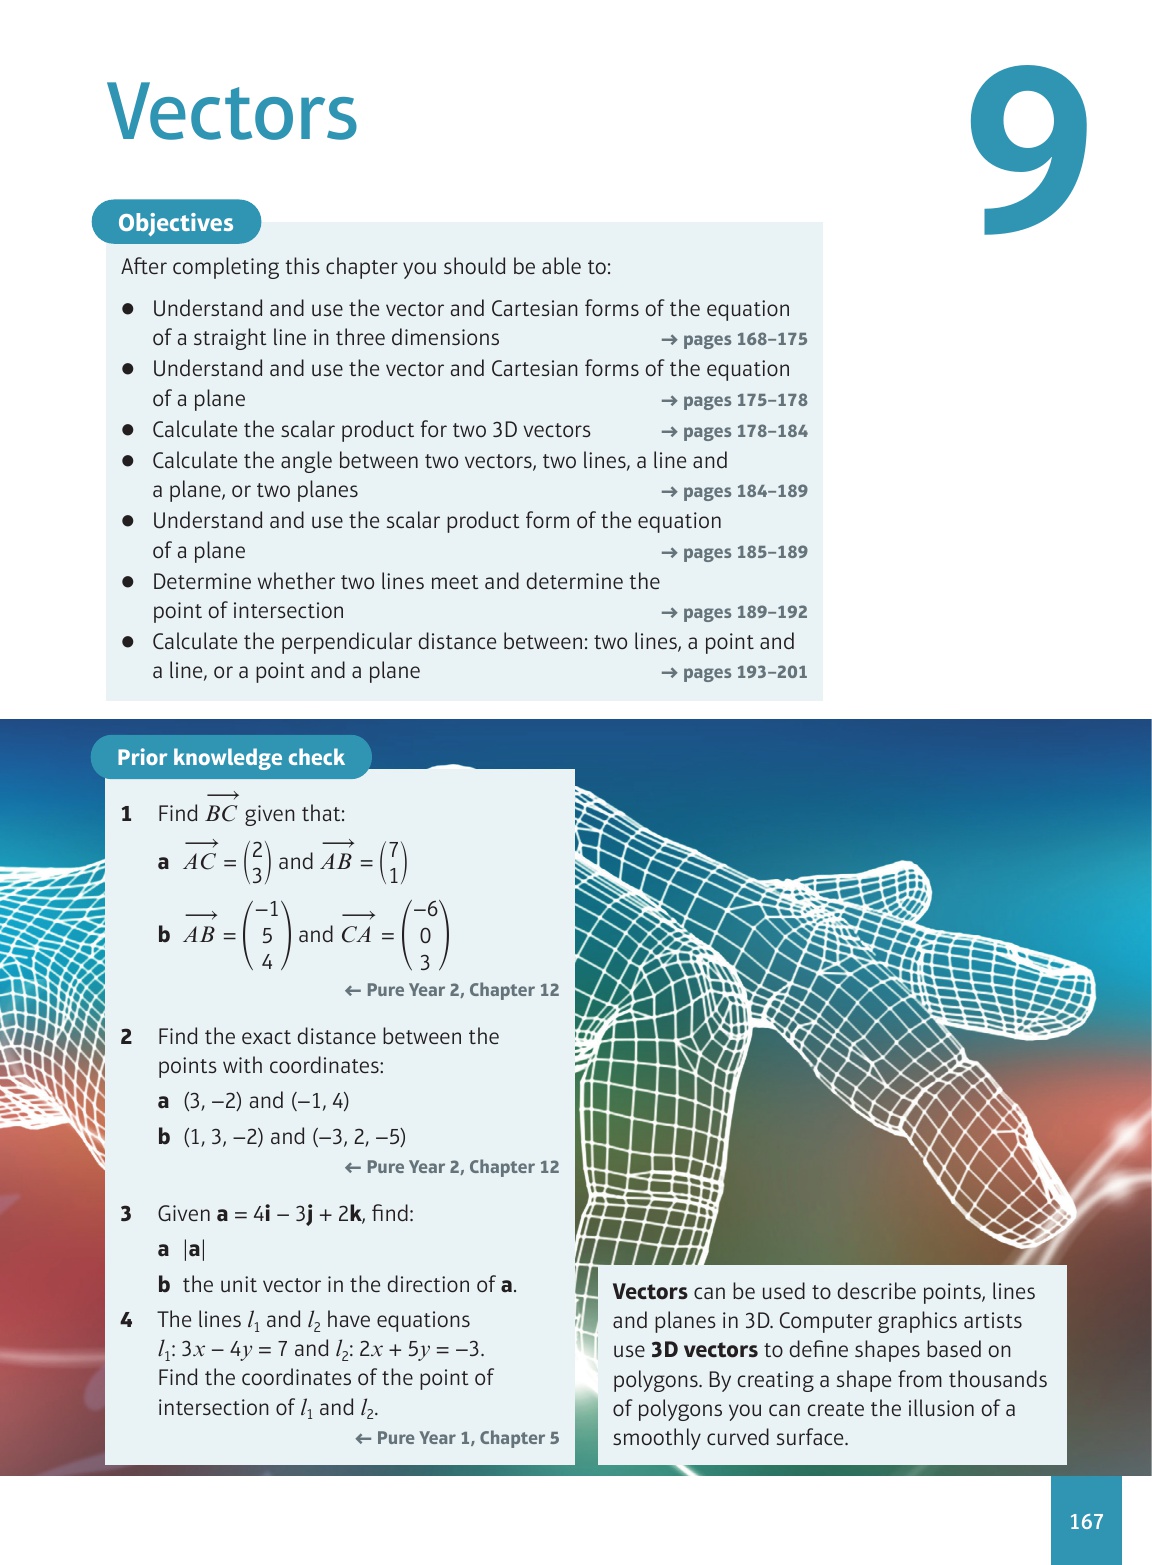 Vectors
9
Objectives
After completing this chapter you should be able to:
● Understand and use the vector and Cartesian forms of the equation
of a straight line in three dimensions → pages 168–175
● Understand and use the vector and Cartesian forms of the equation
of a plane → pages 175–178
● Calculate the scalar product for two 3D vectors → pages 178–184
● Calculate the angle between two vectors, two lines, a line and
a plane, or two planes → pages 184–189
● Understand and use the scalar product form of the equation
of a plane → pages 185–189
● Determine whether two lines meet and determine the
point of intersection → pages 189–192
● Calculate the perpendicular distance between: two lines, a point and
a line, or a point and a plane → pages 193–201
Prior knowledge check
1 Find $\overrightarrow{BC}$ given that:
a $\overrightarrow{AC} = \begin{pmatrix} 2 \\ 3 \end{pmatrix}$ and $\overrightarrow{AB} = \begin{pmatrix} 7 \\ 1 \end{pmatrix}$
b $\overrightarrow{AB} = \begin{pmatrix} -1 \\ 5 \\ 4 \end{pmatrix}$ and $\overrightarrow{CA} = \begin{pmatrix} -6 \\ 0 \\ 3 \end{pmatrix}$
← Pure Year 2, Chapter 12
2 Find the exact distance between the
points with coordinates:
a (3, −2) and (−1, 4)
b (1, 3, −2) and (−3, 2, −5)
← Pure Year 2, Chapter 12
3 Given a = 4i − 3j + 2k, find:
a |a|
b the unit vector in the direction of a.
4 The lines $l_1$ and $l_2$ have equations
$l_1$: 3x − 4y = 7 and $l_2$: 2x + 5y = −3.
Find the coordinates of the point of
intersection of $l_1$ and $l_2$.
← Pure Year 1, Chapter 5
Vectors can be used to describe points, lines
and planes in 3D. Computer graphics artists
use 3D vectors to define shapes based on
polygons. By creating a shape from thousands
of polygons you can create the illusion of a
smoothly curved surface.
167